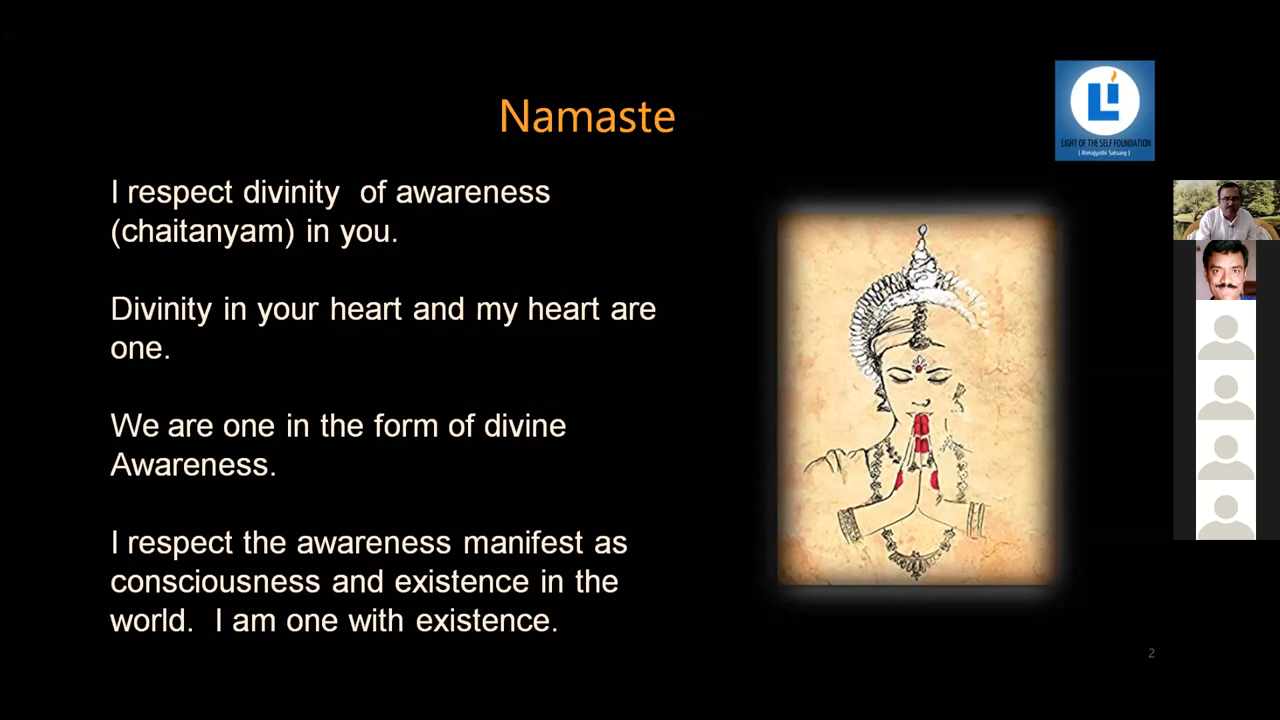 Namaste
LIGHT OF THE SELF FOUNDATION
( Atmajyothi Satsang )
I respect divinity  of awareness
(chaitanyam) in you.
Divinity in your heart and my heart are
one.
We are one in the form of divine
Awareness.
I respect the awareness manifest as
consciousness and existence in the
world.  I am one with existence.
2